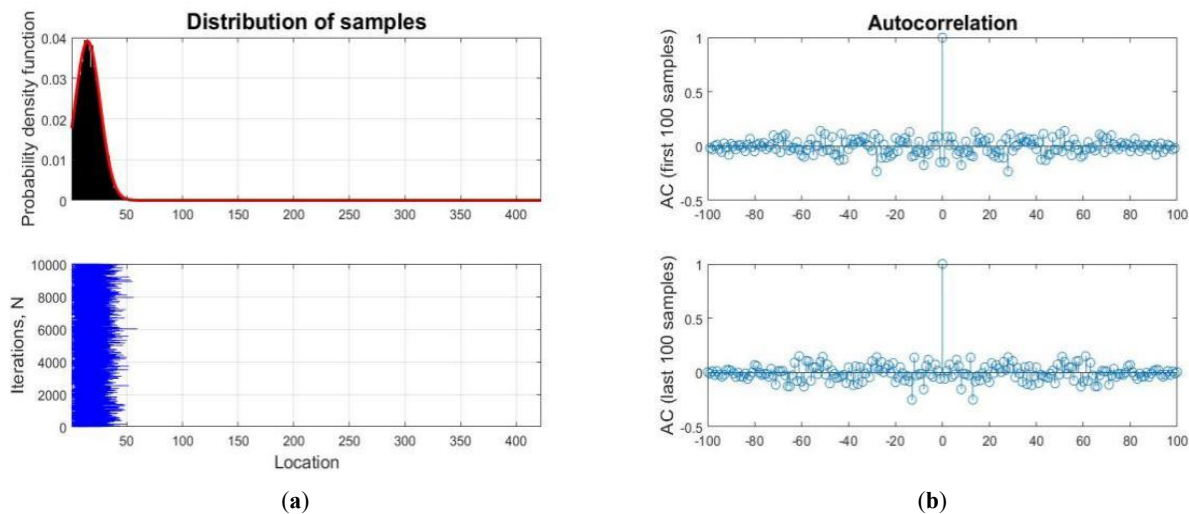 Distribution of samples
Probability density function
0.04
0.03
0.02
0.01
0
50 100 150 200 250 300 350 400
Iterations, N
10000
8000
6000
4000
2000
0
50 100 150 200 250 300 350 400
Location
(a)
Autocorrelation
AC (first 100 samples)
1
0.5
0
-0.5
-100 -80 -60 -40 -20 0 20 40 60 80 100
AC (last 100 samples)
1
0.5
0
-0.5
-100 -80 -60 -40 -20 0 20 40 60 80 100
(b)